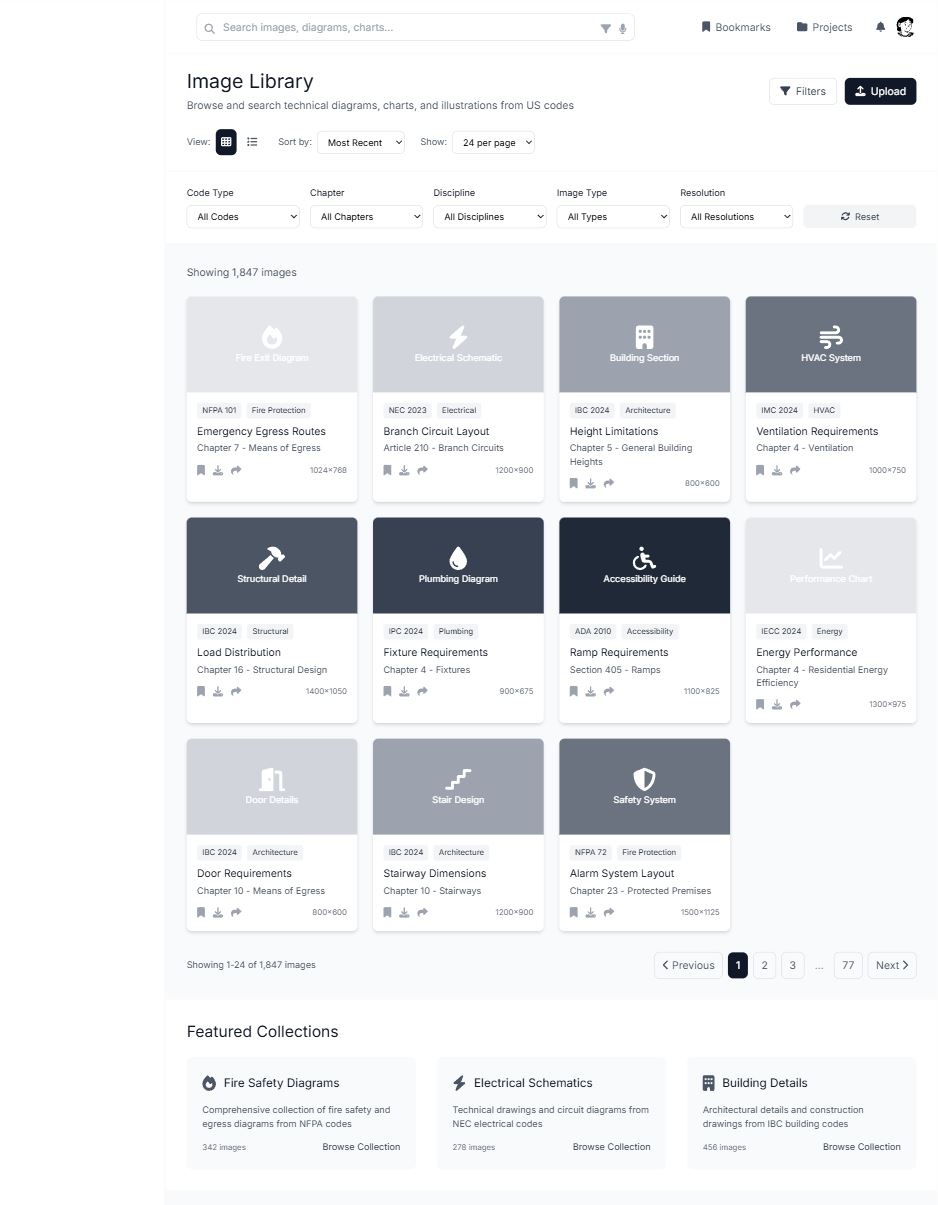 Search images, diagrams, charts...
Bookmarks
Projects
Image Library
Browse and search technical diagrams, charts, and illustrations from US codes
Filters
Upload
View:
Sort by:
Most Recent
Show:
24 per page
Code Type
Chapter
Discipline
Image Type
Resolution
All Codes
All Chapters
All Disciplines
All Types
All Resolutions
Reset
Showing 1,847 images
Fire Exit Diagram
NFPA 101
Fire Protection
Emergency Egress Routes
Chapter 7 - Means of Egress
1024×768
Electrical Schematic
NEC 2023
Electrical
Branch Circuit Layout
Article 210 - Branch Circuits
1200×900
Building Section
IBC 2024
Architecture
Height Limitations
Chapter 5 - General Building
Heights
800×600
HVAC System
IMC 2024
HVAC
Ventilation Requirements
Chapter 4 - Ventilation
1000×750
Structural Detail
IBC 2024
Structural
Load Distribution
Chapter 16 - Structural Design
1400×1050
Plumbing Diagram
IPC 2024
Plumbing
Fixture Requirements
Chapter 4 - Fixtures
900×675
Accessibility Guide
ADA 2010
Accessibility
Ramp Requirements
Section 405 - Ramps
1100×825
Performance Chart
IECC 2024
Energy
Energy Performance
Chapter 4 - Residential Energy
Efficiency
1300×975
Door Details
IBC 2024
Architecture
Door Requirements
Chapter 10 - Means of Egress
800×600
Stair Design
IBC 2024
Architecture
Stairway Dimensions
Chapter 10 - Stairways
1200×900
Safety System
NFPA 72
Fire Protection
Alarm System Layout
Chapter 23 - Protected Premises
1500×1125
Showing 1-24 of 1,847 images
Previous
1
2
3
...
77
Next
Featured Collections
Fire Safety Diagrams
Comprehensive collection of fire safety and
egress diagrams from NFPA codes
342 images
Browse Collection
Electrical Schematics
Technical drawings and circuit diagrams from
NEC electrical codes
278 images
Browse Collection
Building Details
Architectural details and construction
drawings from IBC building codes
456 images
Browse Collection